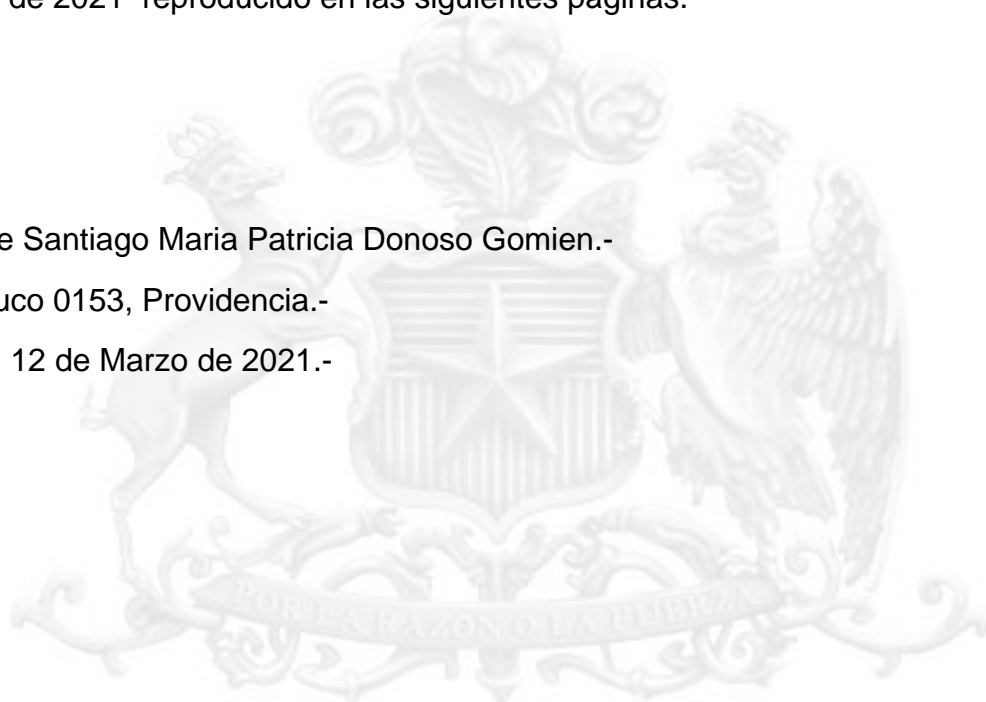 de 2021 reproducido en las siguientes páginas.
e Santiago Maria Patricia Donoso Gomien.-
uco 0153, Providencia.-
12 de Marzo de 2021.-
POR LA RAZON O LA FUERZA